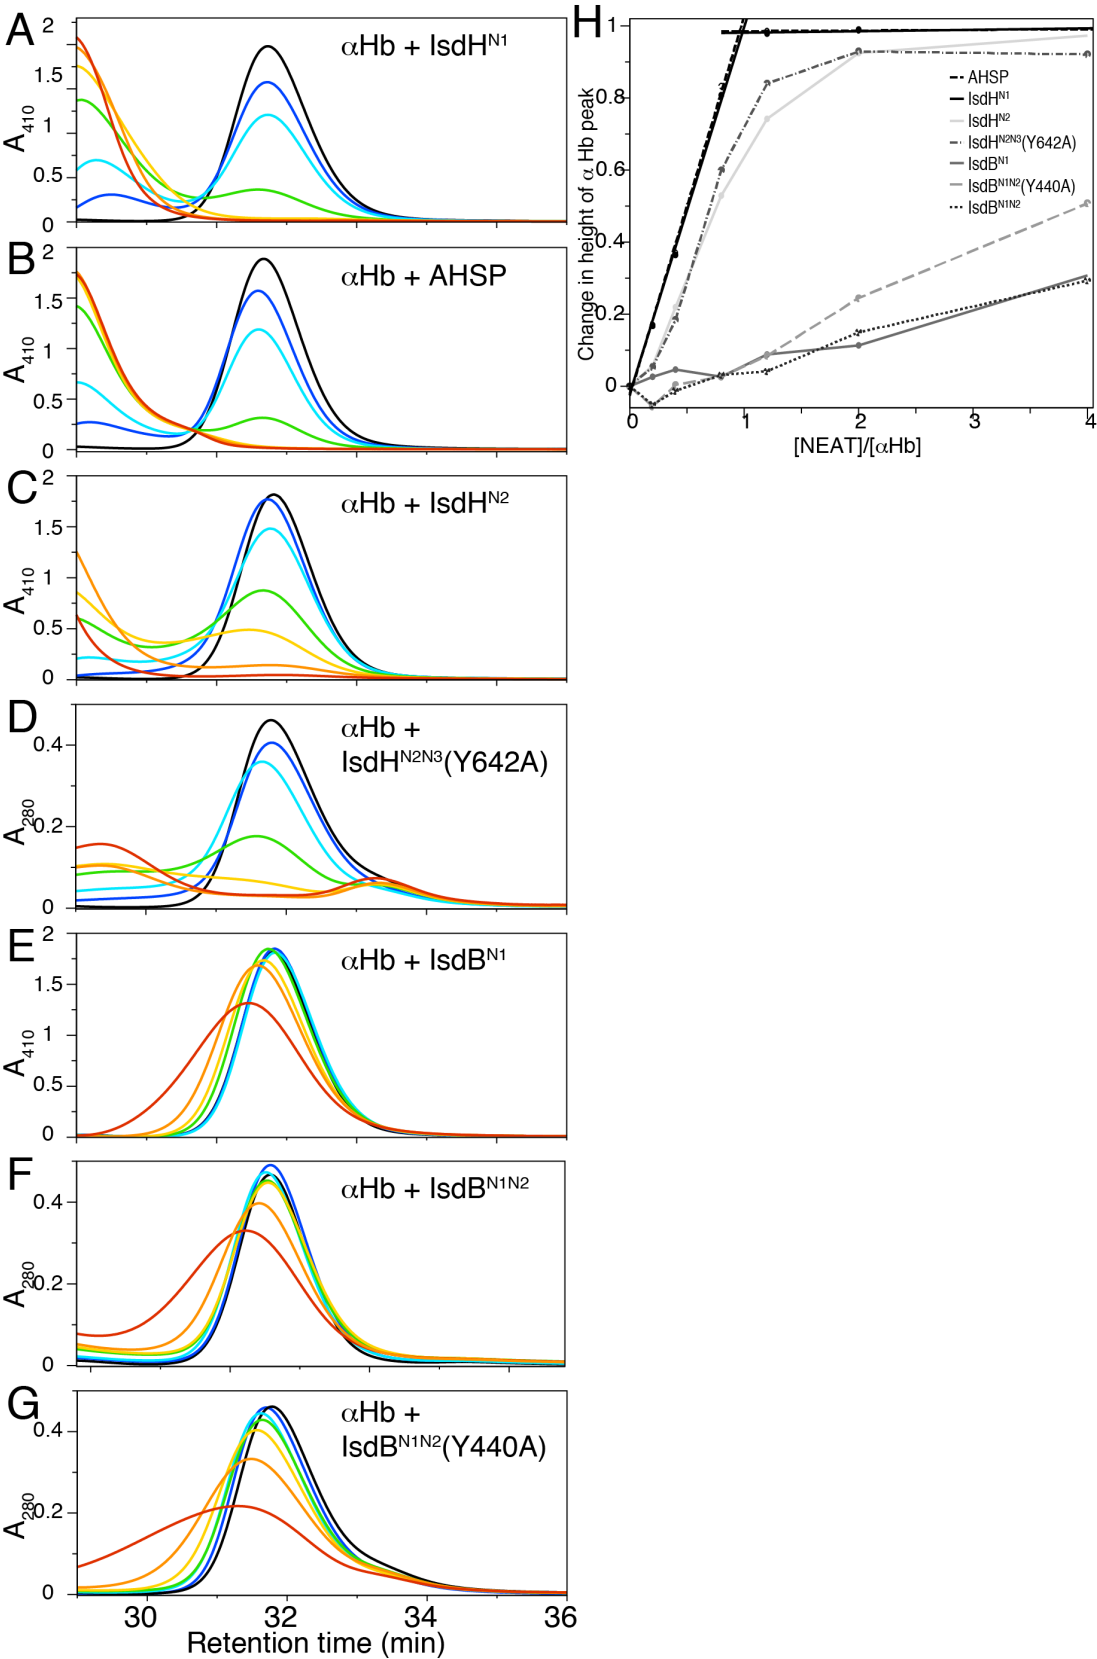 A
αHb + IsdHN1
A410
2
1.5
1
0.5
0
B
αHb + AHSP
A410
2
1.5
1
0.5
0
C
αHb + IsdHN2
A410
2
1.5
1
0.5
0
D
αHb +
IsdHN2N3(Y642A)
A280
0.4
0.2
0
E
αHb + IsdBN1
A410
2
1.5
1
0.5
0
F
αHb + IsdBN1N2
A280
0.4
0.2
0
G
αHb +
IsdBN1N2(Y440A)
A280
0.4
0.2
0
30 32 34 36
Retention time (min)
H
Change in height of α Hb peak
1
0.8
0.6
0.4
0.2
0
AHSP
IsdHN1
IsdHN2
IsdHN2N3(Y642A)
IsdBN1
IsdBN1N2(Y440A)
IsdBN1N2
0 1 2 3 4
[NEAT]/[αHb]